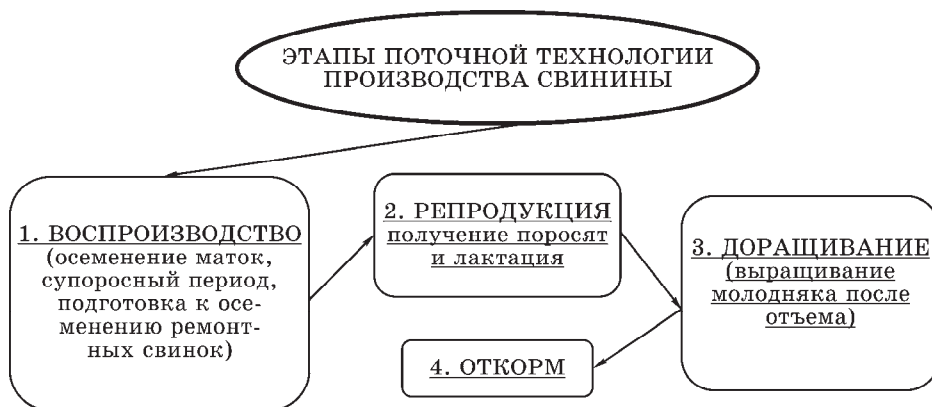 ЭТАПЫ ПОТОЧНОЙ ТЕХНОЛОГИИ
ПРОИЗВОДСТВА СВИНИНЫ
1. ВОСПРОИЗВОДСТВО
(осеменение маток,
супоросный период,
подготовка к осе-
менению ремонт-
ных свинок)
2. РЕПРОДУКЦИЯ
получение поросят
и лактация
3. ДОРАЩИВАНИЕ
(выращивание
молодняка после
отъема)
4. ОТКОРМ